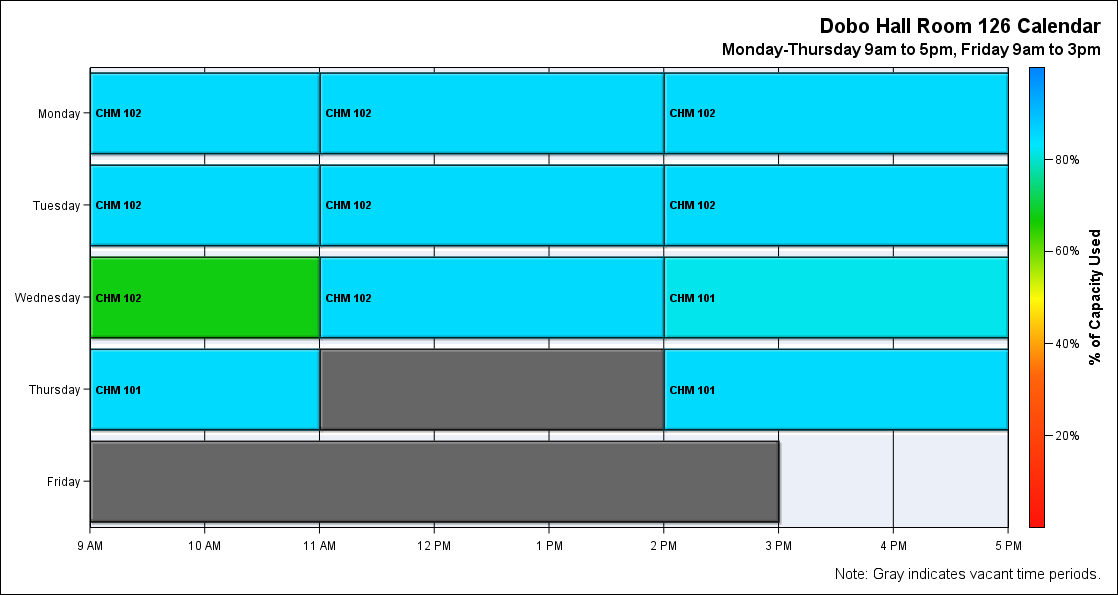 Dobo Hall Room 126 Calendar
Monday-Thursday 9am to 5pm, Friday 9am to 3pm
Monday
CHM 102
CHM 102
CHM 102
Tuesday
CHM 102
CHM 102
CHM 102
Wednesday
CHM 102
CHM 102
CHM 101
Thursday
CHM 101
CHM 101
Friday
9 AM
10 AM
11 AM
12 PM
1 PM
2 PM
3 PM
4 PM
5 PM
80%
60%
40%
20%
% of Capacity Used
Note: Gray indicates vacant time periods.